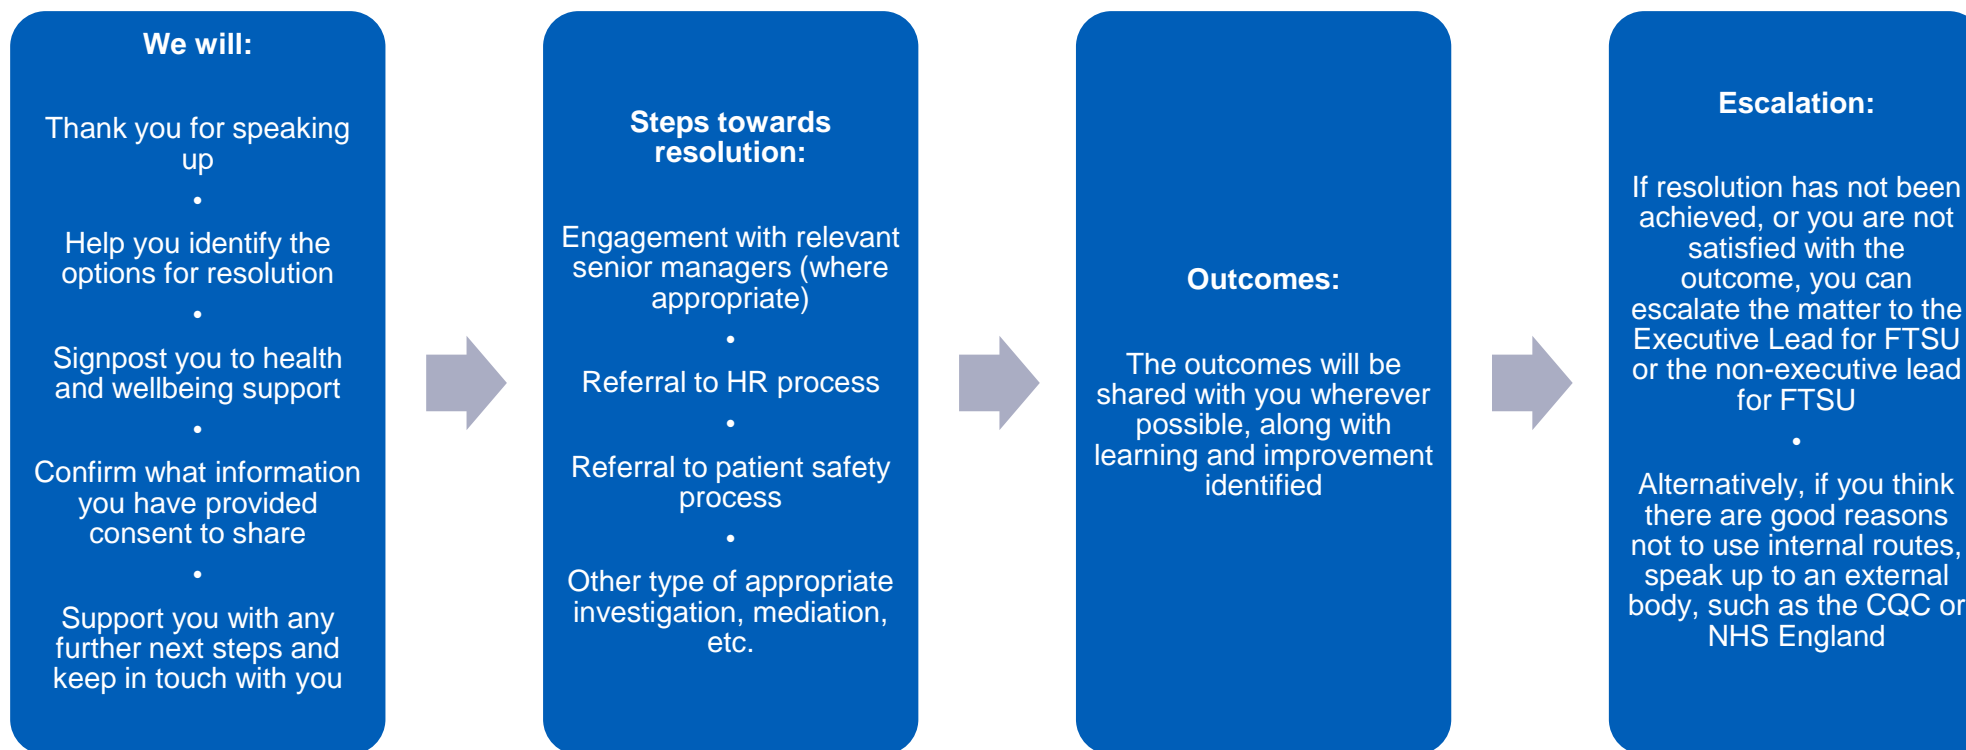 We will:
Thank you for speaking
up
•
Help you identify the
options for resolution
•
Signpost you to health
and wellbeing support
•
Confirm what information
you have provided
consent to share
•
Support you with any
further next steps and
keep in touch with you
Steps towards
resolution:
Engagement with relevant
senior managers (where
appropriate)
•
Referral to HR process
•
Referral to patient safety
process
•
Other type of appropriate
investigation, mediation,
etc.
Outcomes:
The outcomes will be
shared with you wherever
possible, along with
learning and improvement
identified
Escalation:
If resolution has not been
achieved, or you are not
satisfied with the
outcome, you can
escalate the matter to the
Executive Lead for FTSU
or the non-executive lead
for FTSU
•
Alternatively, if you think
there are good reasons
not to use internal routes,
speak up to an external
body, such as the CQC or
NHS England